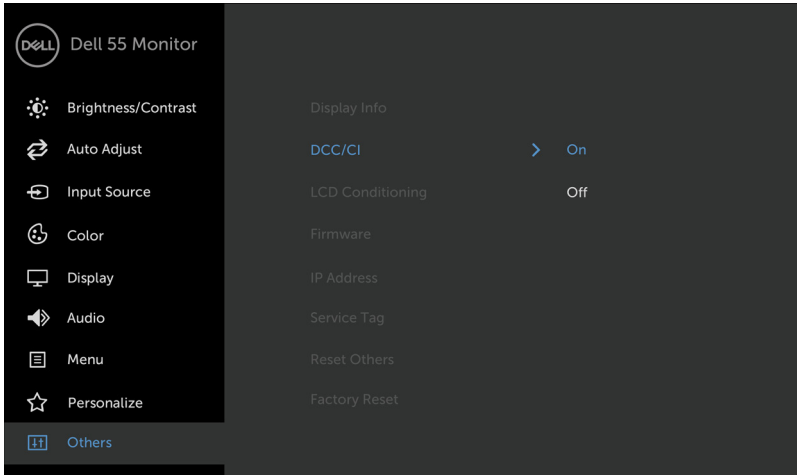 DELL Dell 55 Monitor
Brightness/Contrast
Auto Adjust
Input Source
Color
Display
Audio
Menu
Personalize
Others
Display Info
DCC/CI On
Off
LCD Conditioning
Firmware
IP Address
Service Tag
Reset Others
Factory Reset